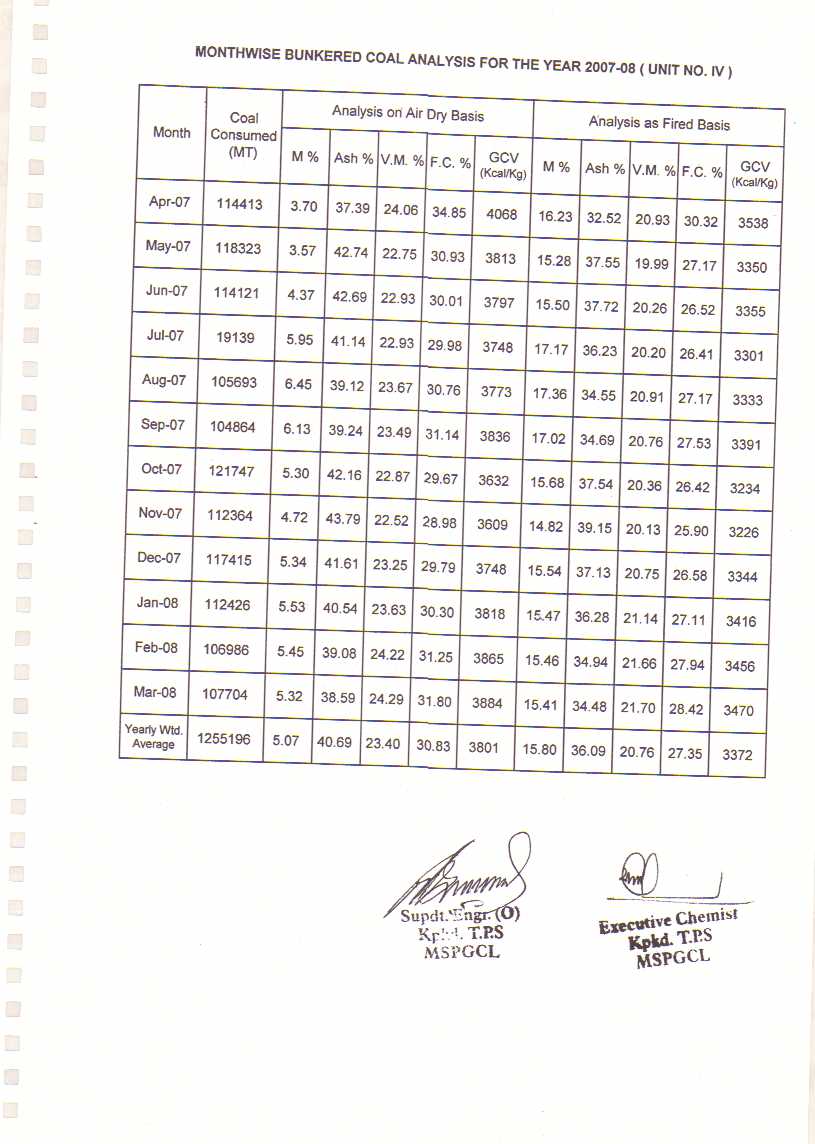 MONTHWISE BUNKERED COAL ANALYSIS FOR THE YEAR 2007-08 ( UNIT NO. IV )
Month Coal Consumed (MT) Analysis on Air Dry Basis Analysis as Fired Basis
M % Ash % V.M. % F.C. % GCV (Kcal/Kg) M % Ash % V.M. % F.C. % GCV (Kcal/Kg)
Apr-07 114413 3.70 37.39 24.06 34.85 4068 16.23 32.52 20.93 30.32 3538
May-07 118323 3.57 42.74 22.75 30.93 3813 15.28 37.55 19.99 27.17 3350
Jun-07 114121 4.37 42.69 22.93 30.01 3797 15.50 37.72 20.26 26.52 3355
Jul-07 19139 5.95 41.14 22.93 29.98 3748 17.17 36.23 20.20 26.41 3301
Aug-07 105693 6.45 39.12 23.67 30.76 3773 17.36 34.55 20.91 27.17 3333
Sep-07 104864 6.13 39.24 23.49 31.14 3836 17.02 34.69 20.76 27.53 3391
Oct-07 121747 5.30 42.16 22.87 29.67 3632 15.68 37.54 20.36 26.42 3234
Nov-07 112364 4.72 43.79 22.52 28.98 3609 14.82 39.15 20.13 25.90 3226
Dec-07 117415 5.34 41.61 23.25 29.79 3748 15.54 37.13 20.75 26.58 3344
Jan-08 112426 5.53 40.54 23.63 30.30 3818 15.47 36.28 21.14 27.11 3416
Feb-08 106986 5.45 39.08 24.22 31.25 3865 15.46 34.94 21.66 27.94 3456
Mar-08 107704 5.32 38.59 24.29 31.80 3884 15.41 34.48 21.70 28.42 3470
Yearly Wtd. Average 1255196 5.07 40.69 23.40 30.83 3801 15.80 36.09 20.76 27.35 3372
Supdt. Engr. (O)
Kpkd. T.P.S
MSPGCL
Executive Chemist
Kpkd. T.P.S
MSPGCL